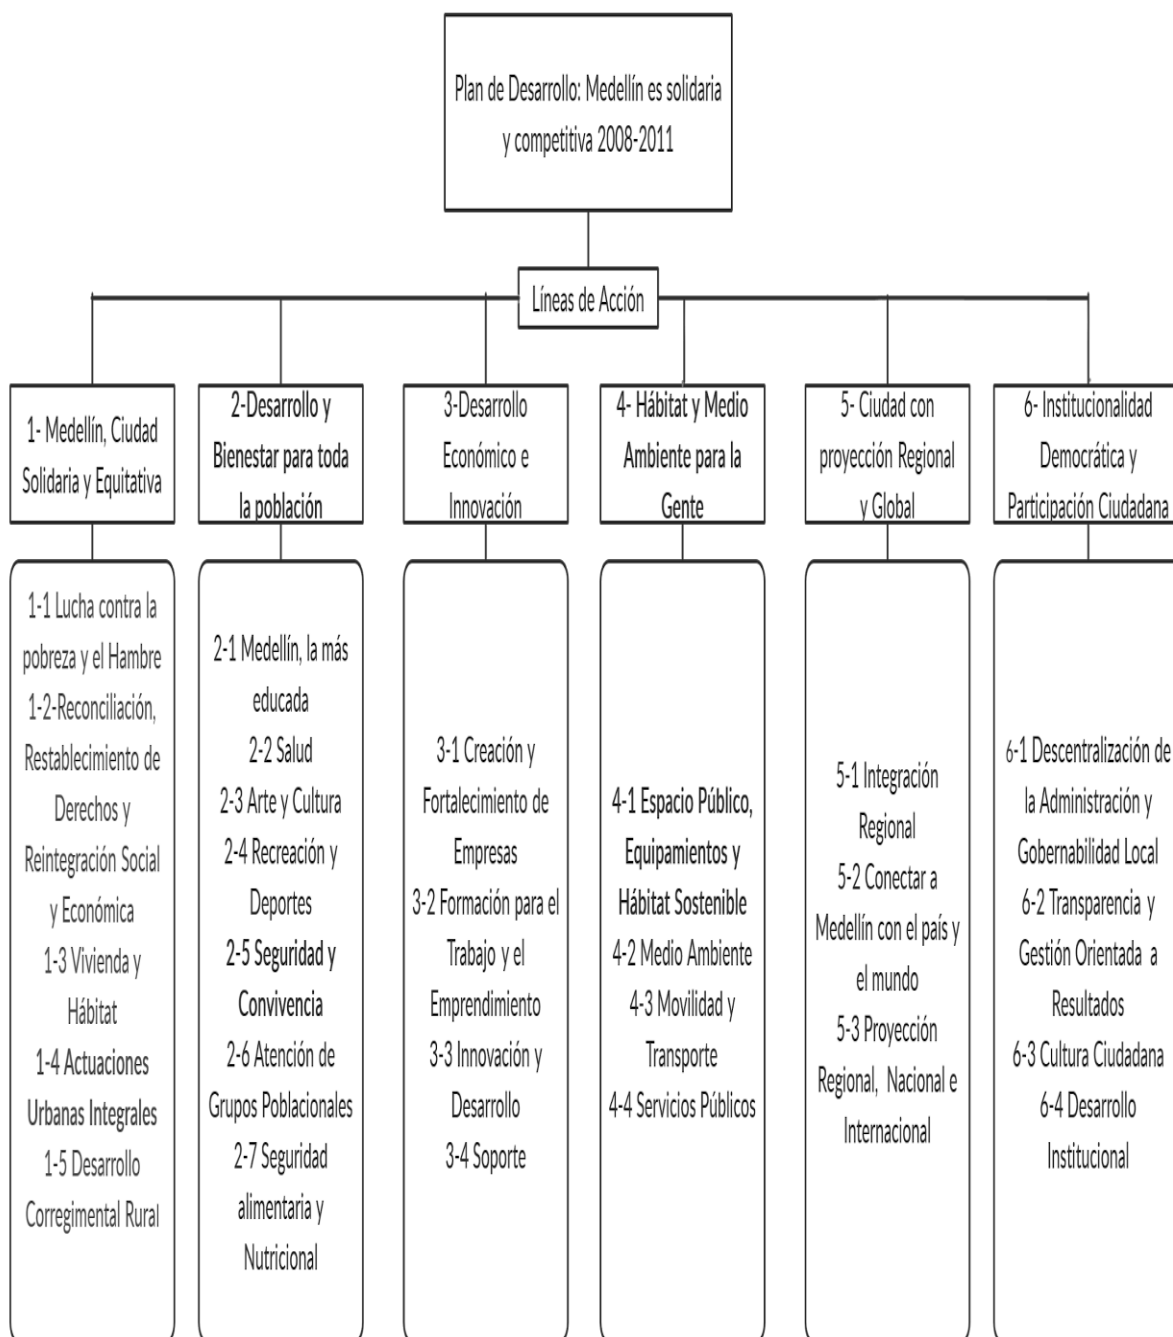 Plan de Desarrollo: Medellín es solidaria
y competitiva 2008-2011
Líneas de Acción
1- Medellín, Ciudad
Solidaria y Equitativa
2-Desarrollo y
Bienestar para toda
la población
3-Desarrollo
Económico e
Innovación
4- Hábitat y Medio
Ambiente para la
Gente
5- Ciudad con
proyección Regional
y Global
6- Institucionalidad
Democrática y
Participación Ciudadana
1-1 Lucha contra la
pobreza y el Hambre
1-2-Reconciliación,
Restablecimiento de
Derechos y
Reintegración Social
y Económica
1-3 Vivienda y
Hábitat
1-4 Actuaciones
Urbanas Integrales
1-5 Desarrollo
Corregimental Rural
2-1 Medellín, la más
educada
2-2 Salud
2-3 Arte y Cultura
2-4 Recreación y
Deportes
2-5 Seguridad y
Convivencia
2-6 Atención de
Grupos Poblacionales
2-7 Seguridad
alimentaria y
Nutricional
3-1 Creación y
Fortalecimiento de
Empresas
3-2 Formación para el
Trabajo y el
Emprendimiento
3-3 Innovación y
Desarrollo
3-4 Soporte
4-1 Espacio Público,
Equipamientos y
Hábitat Sostenible
4-2 Medio Ambiente
4-3 Movilidad y
Transporte
4-4 Servicios Públicos
5-1 Integración
Regional
5-2 Conectar a
Medellín con el país y
el mundo
5-3 Proyección
Regional, Nacional e
Internacional
6-1 Descentralización de
la Administración y
Gobernabilidad Local
6-2 Transparencia y
Gestión Orientada a
Resultados
6-3 Cultura Ciudadana
6-4 Desarrollo
Institucional